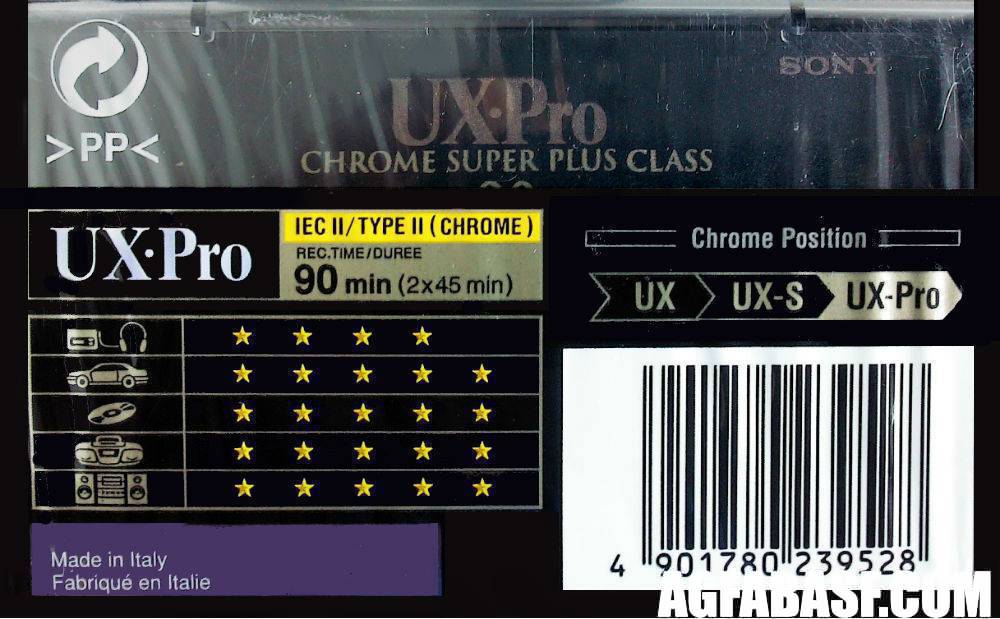 SONY
UX·Pro
>PP<
CHROME SUPER PLUS CLASS
90
UX·Pro
IEC II/TYPE II (CHROME)
REC.TIME/DUREE
90 min (2x45 min)
Chrome Position
UX UX-S UX-Pro
Made in Italy
Fabriqué en Italie
4 901780 239528
AGFABASF.COM